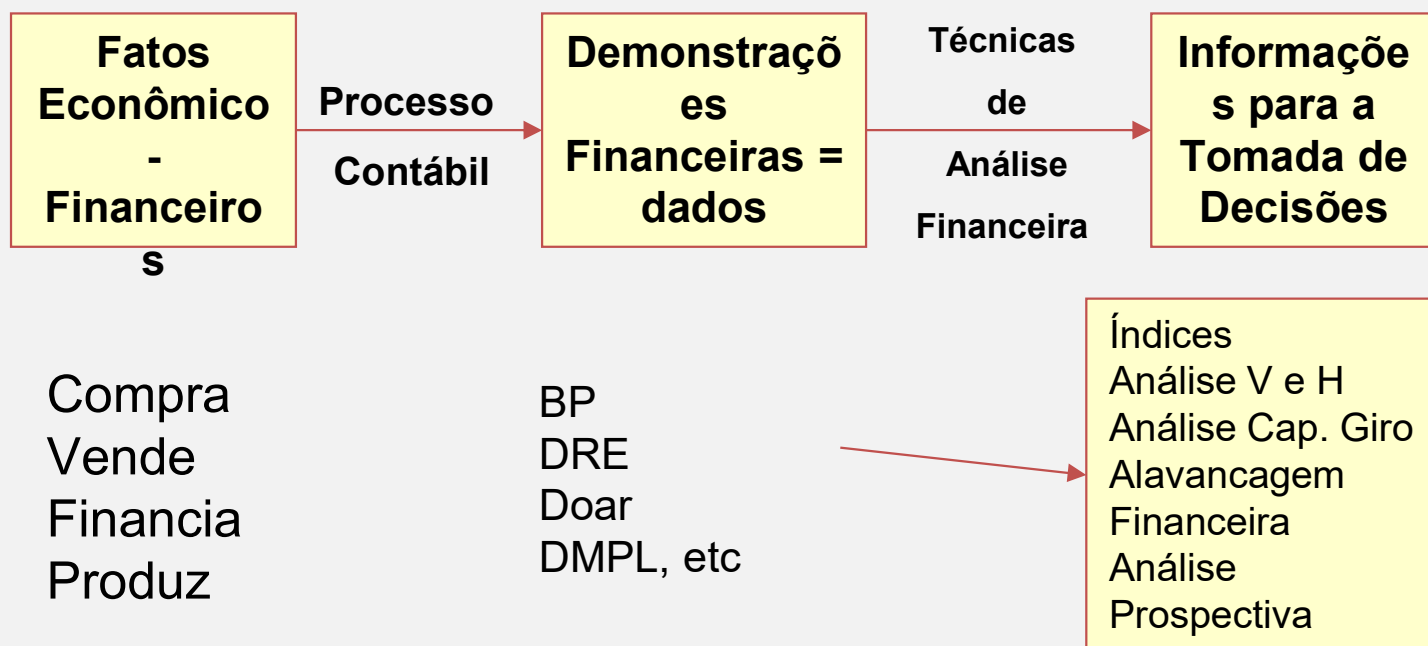 Fatos
Econômico
-
Financeiro
s
Processo
Contábil
Demonstraçõ
es
Financeiras =
dados
Técnicas
de
Análise
Financeira
Informaçõe
s para a
Tomada de
Decisões
Compra
Vende
Financia
Produz
BP
DRE
Doar
DMPL, etc
Índices
Análise V e H
Análise Cap. Giro
Alavancagem
Financeira
Análise
Prospectiva